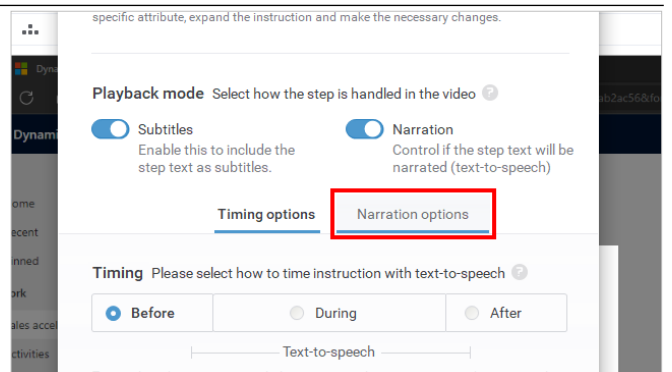 specific attribute, expand the instruction and make the necessary changes.
Dyna
Playback mode Select how the step is handled in the video ?
ab2ac56&fo
Dynami
Subtitles
Enable this to include the
step text as subtitles.
Narration
Control if the step text will be
narrated (text-to-speech)
ome
Timing options
Narration options
ecent
inned
Timing Please select how to time instruction with text-to-speech ?
ork
Before
During
After
ales accel
Text-to-speech
ctivities